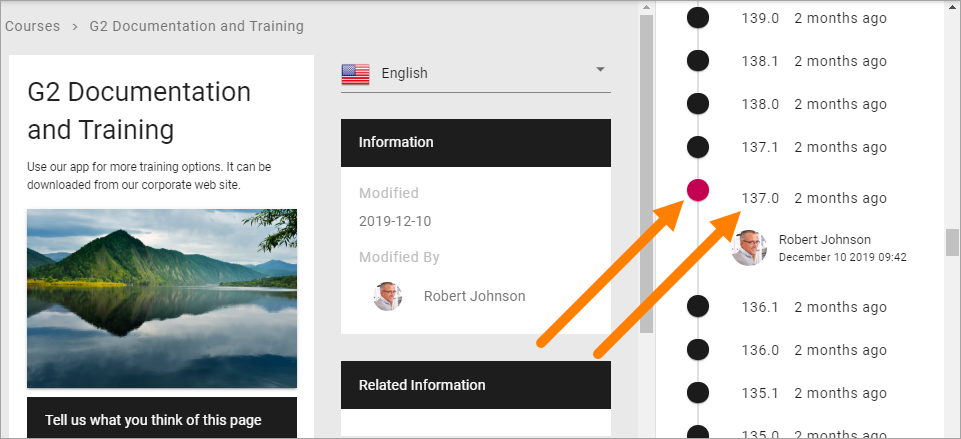 Courses > G2 Documentation and Training
G2 Documentation
and Training
Use our app for more training options. It can be
downloaded from our corporate web site.
Tell us what you think of this page
English
Information
Modified
2019-12-10
Modified By
Robert Johnson
Related Information
139.0 2 months ago
138.1 2 months ago
138.0 2 months ago
137.1 2 months ago
137.0 2 months ago
Robert Johnson
December 10 2019 09:42
136.1 2 months ago
136.0 2 months ago
135.1 2 months ago
135.0 2 months ago